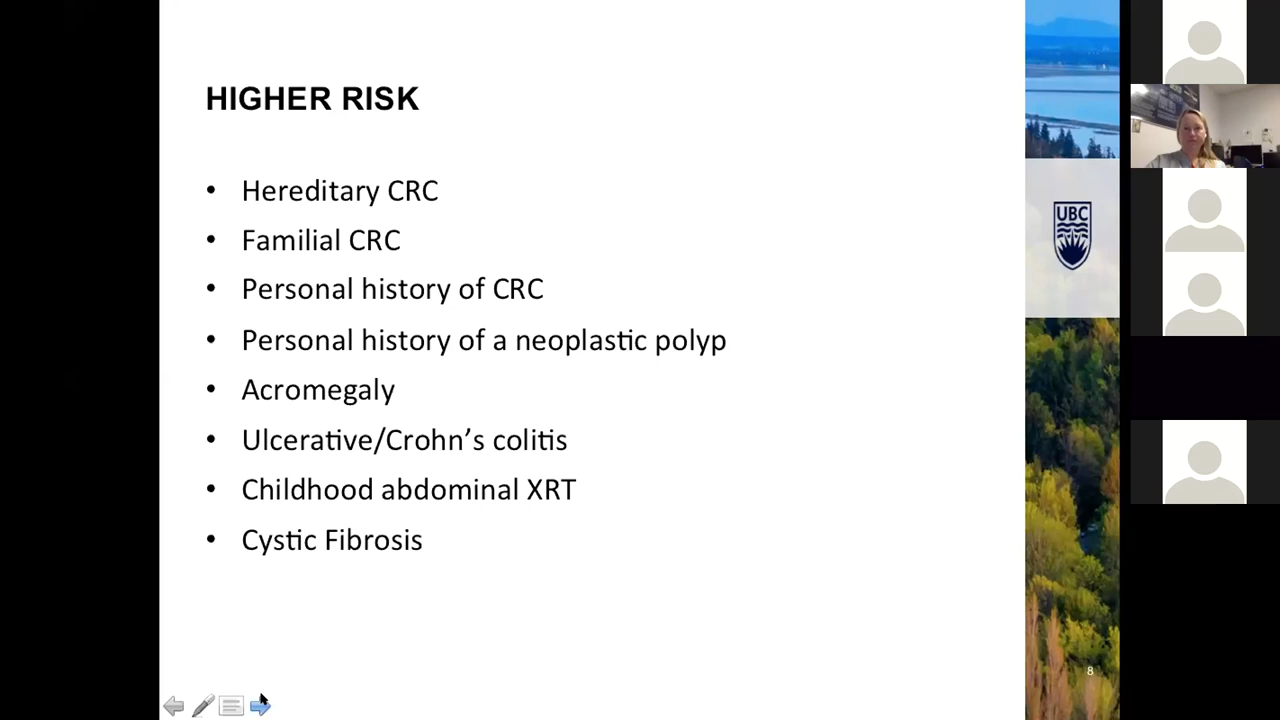 HIGHER RISK
• Hereditary CRC
• Familial CRC
• Personal history of CRC
• Personal history of a neoplastic polyp
• Acromegaly
• Ulcerative/Crohn’s colitis
• Childhood abdominal XRT
• Cystic Fibrosis
UBC
8